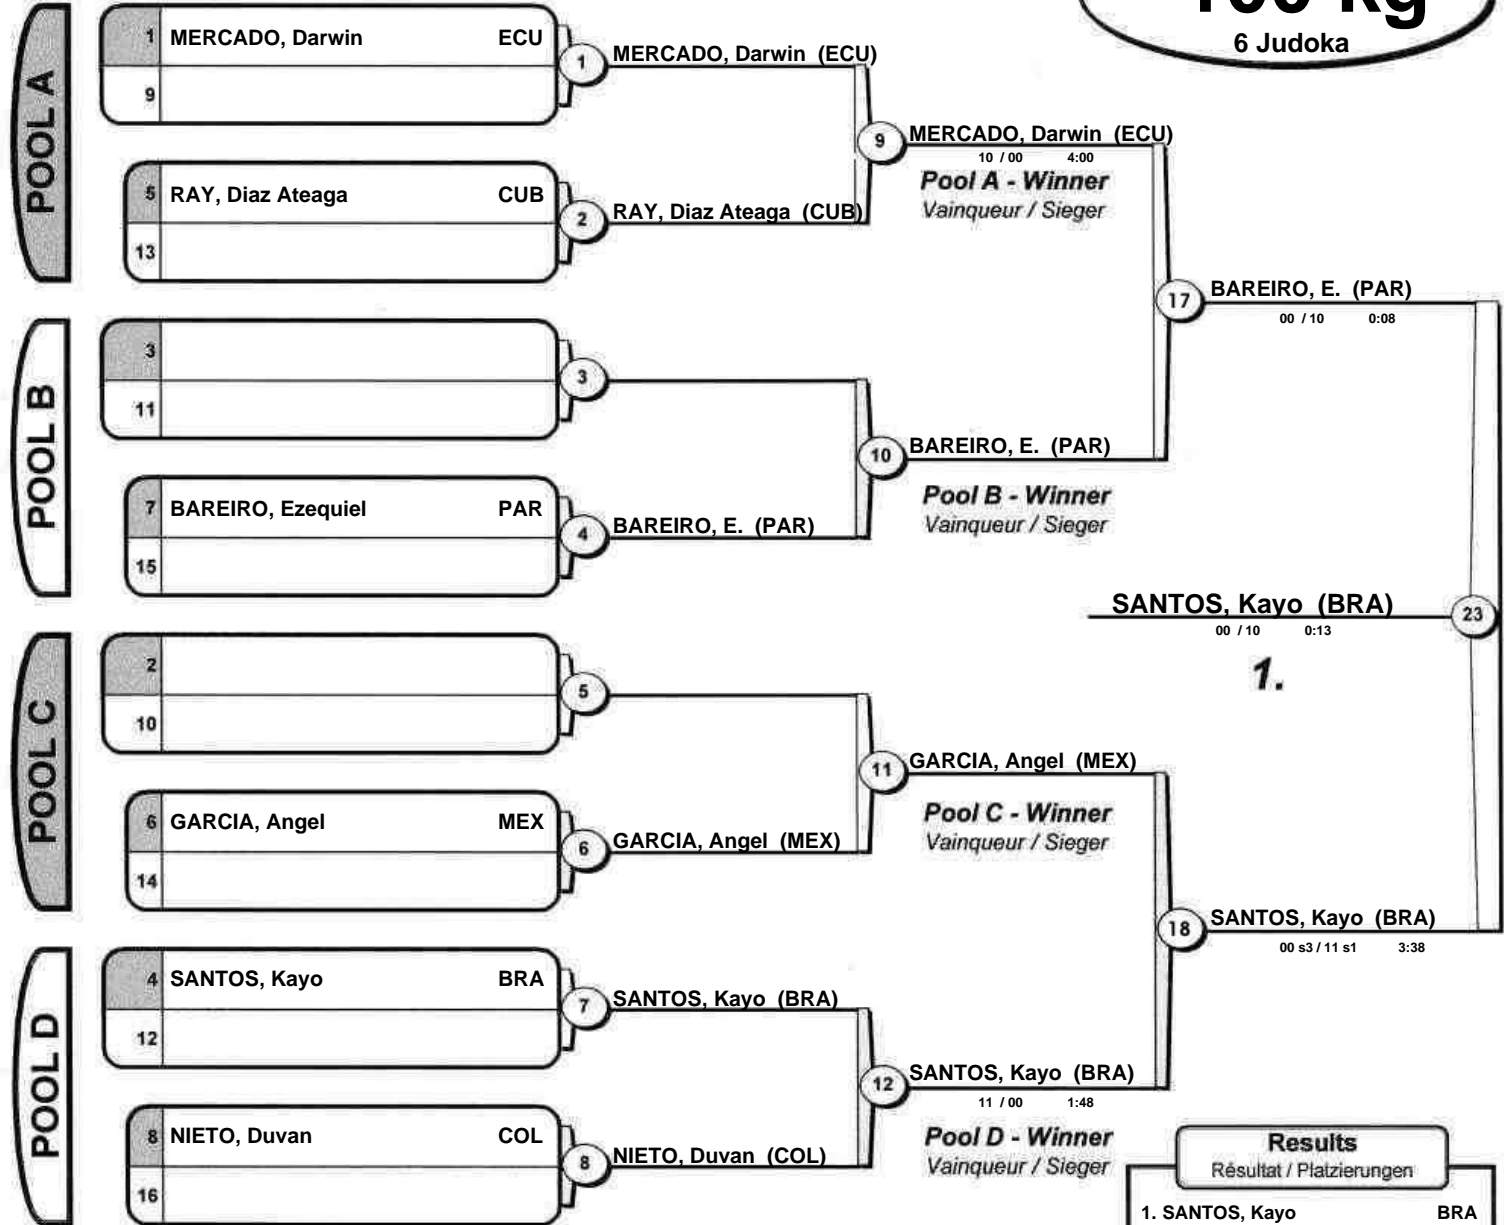 100 kg
6 Judoka
POOL A
1 MERCADO, Darwin ECU
9
1
MERCADO, Darwin (ECU)
5 RAY, Diaz Ateaga CUB
13
2
RAY, Diaz Ateaga (CUB)
9
MERCADO, Darwin (ECU)
10 / 00 4:00
Pool A - Winner
Vainqueur / Sieger
17
BAREIRO, E. (PAR)
00 / 10 0:08
POOL B
3
11
3
7 BAREIRO, Ezequiel PAR
15
4
BAREIRO, E. (PAR)
10
BAREIRO, E. (PAR)
Pool B - Winner
Vainqueur / Sieger
SANTOS, Kayo (BRA)
00 / 10 0:13
23
1.
POOL C
2
10
5
6 GARCIA, Angel MEX
14
6
GARCIA, Angel (MEX)
11
GARCIA, Angel (MEX)
Pool C - Winner
Vainqueur / Sieger
18
SANTOS, Kayo (BRA)
00 s3 / 11 s1 3:38
POOL D
4 SANTOS, Kayo BRA
12
7
SANTOS, Kayo (BRA)
8 NIETO, Duvan COL
16
8
NIETO, Duvan (COL)
12
SANTOS, Kayo (BRA)
11 / 00 1:48
Pool D - Winner
Vainqueur / Sieger
Results
Résultat / Platzierungen
1. SANTOS, Kayo BRA